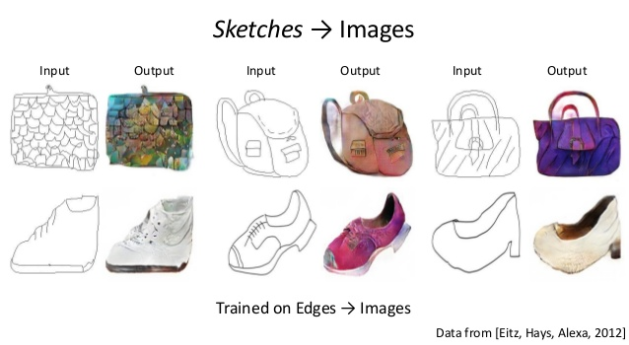 Sketches → Images
Input Output Input Output Input Output
Trained on Edges → Images
Data from [Eitz, Hays, Alexa, 2012]